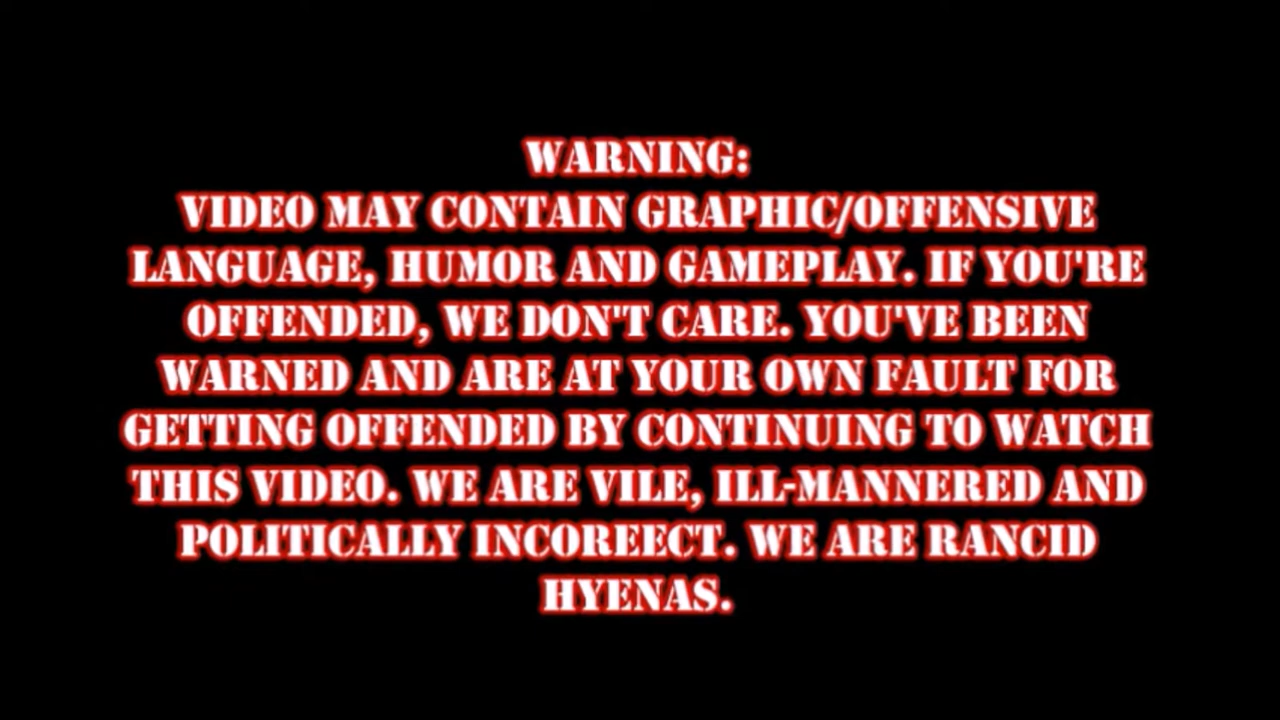 WARNING:
VIDEO MAY CONTAIN GRAPHIC/OFFENSIVE
LANGUAGE, HUMOR AND GAMEPLAY. IF YOU'RE
OFFENDED, WE DON'T CARE. YOU'VE BEEN
WARNED AND ARE AT YOUR OWN FAULT FOR
GETTING OFFENDED BY CONTINUING TO WATCH
THIS VIDEO. WE ARE VILE, ILL-MANNERED AND
POLITICALLY INCOREECT. WE ARE RANCID
HYENAS.